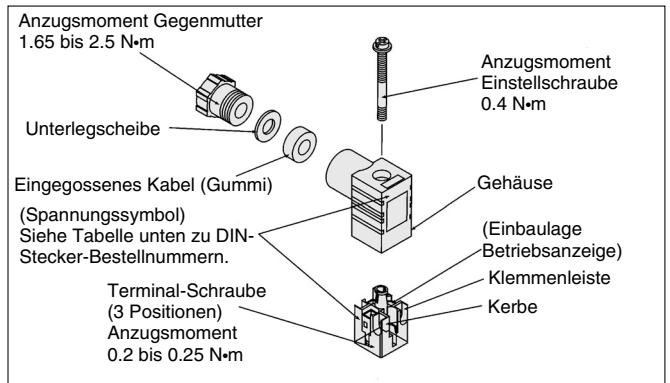 Anzugsmoment Gegenmutter
1.65 bis 2.5 N•m
Anzugsmoment
Einstellschraube
0.4 N•m
Unterlegscheibe
Eingegossenes Kabel (Gummi)
Gehäuse
(Spannungssymbol)
Siehe Tabelle unten zu DIN-
Stecker-Bestellnummern.
(Einbaulage
Betriebsanzeige)
Klemmenleiste
Kerbe
Terminal-Schraube
(3 Positionen)
Anzugsmoment
0.2 bis 0.25 N•m